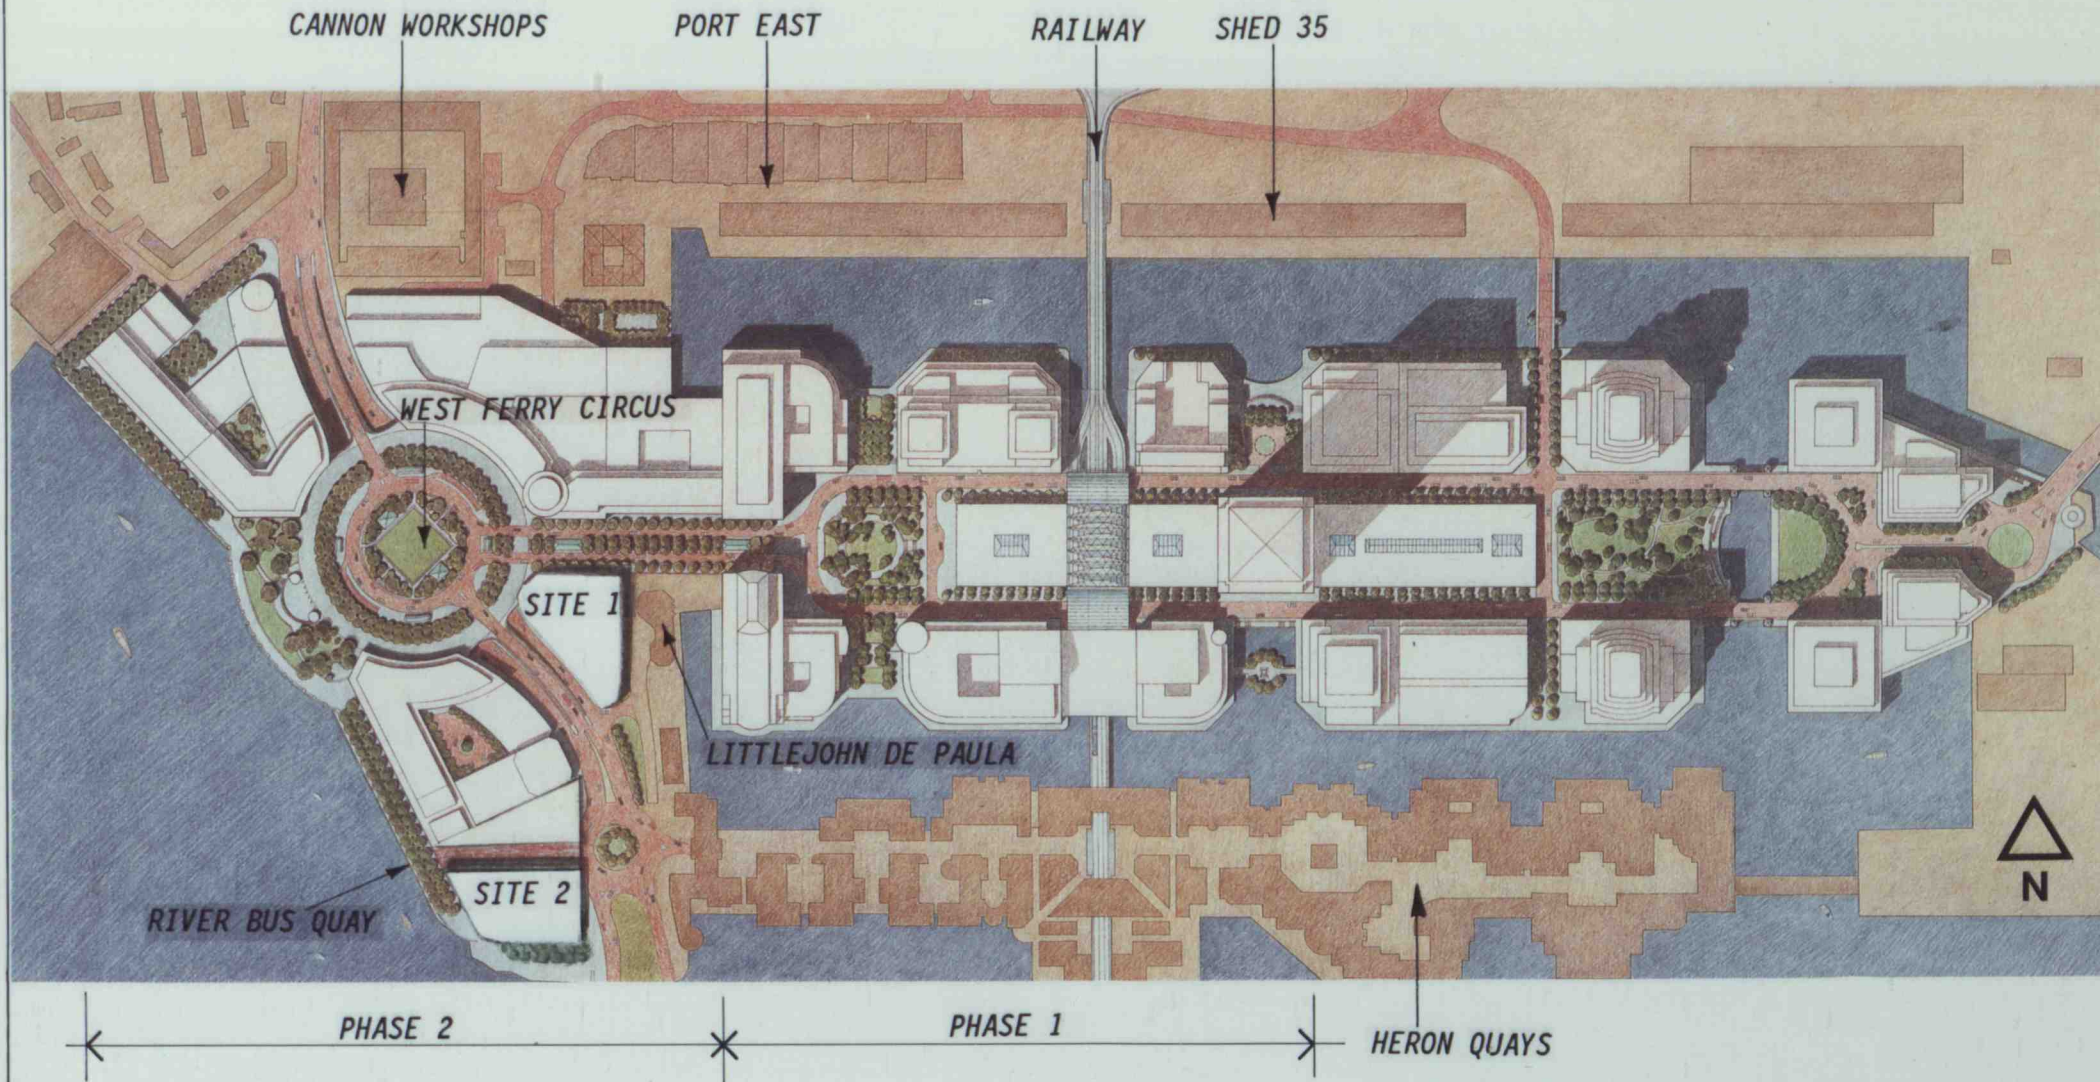 CANNON WORKSHOPS
PORT EAST
RAILWAY
SHED 35
WEST FERRY CIRCUS
SITE 1
LITTLEJOHN DE PAULA
SITE 2
RIVER BUS QUAY
N
PHASE 2
PHASE 1
HERON QUAYS